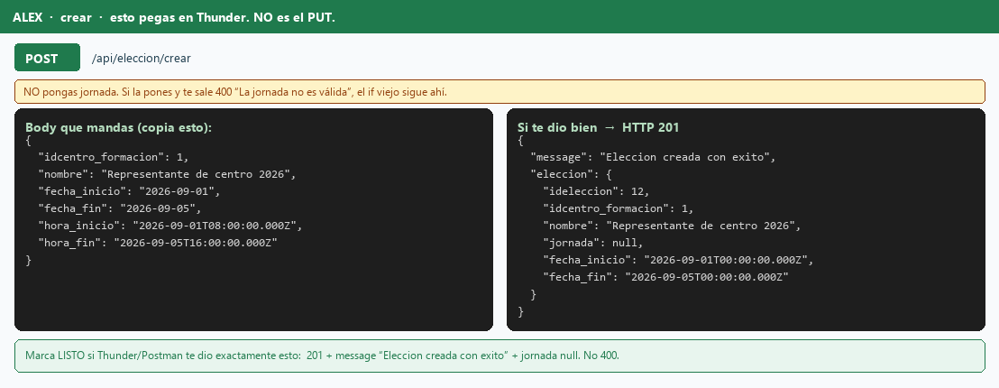 ALEX · crear · esto pegas en Thunder. NO es el PUT.
POST /api/eleccion/crear
NO pongas jornada. Si la pones y te sale 400 “La jornada no es válida”, el if viejo sigue ahí.
Body que mandas (copia esto):
{
"idcentro_formacion": 1,
"nombre": "Representante de centro 2026",
"fecha_inicio": "2026-09-01",
"fecha_fin": "2026-09-05",
"hora_inicio": "2026-09-01T08:00:00.000Z",
"hora_fin": "2026-09-05T16:00:00.000Z"
}
Si te dio bien → HTTP 201
{
"message": "Eleccion creada con exito",
"eleccion": {
"ideleccion": 12,
"idcentro_formacion": 1,
"nombre": "Representante de centro 2026",
"jornada": null,
"fecha_inicio": "2026-09-01T00:00:00.000Z",
"fecha_fin": "2026-09-05T00:00:00.000Z"
}
}
Marca LISTO si Thunder/Postman te dio exactamente esto: 201 + message “Eleccion creada con exito” + jornada null. No 400.